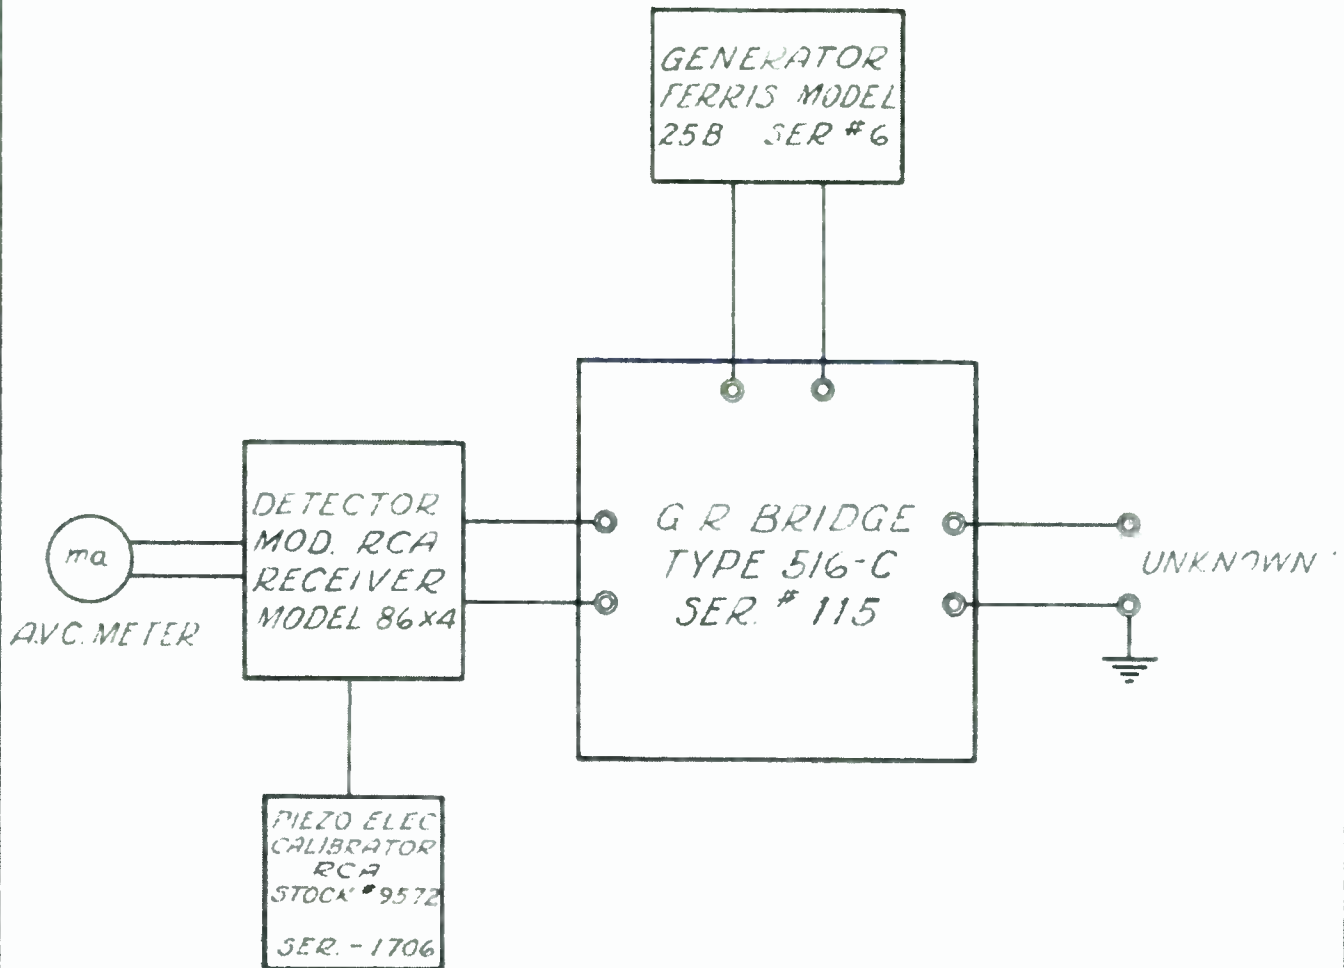 GENERATOR
FERRIS MODEL
25B SER #6
DETECTOR
MOD. RCA
RECEIVER
MODEL 86X4
ma
A.V.C. METER
G R BRIDGE
TYPE 516-C
SER. # 115
UNKNOWN
PIEZO ELEC
CALIBRATOR
RCA
STOCK #9572
SER. - 1706